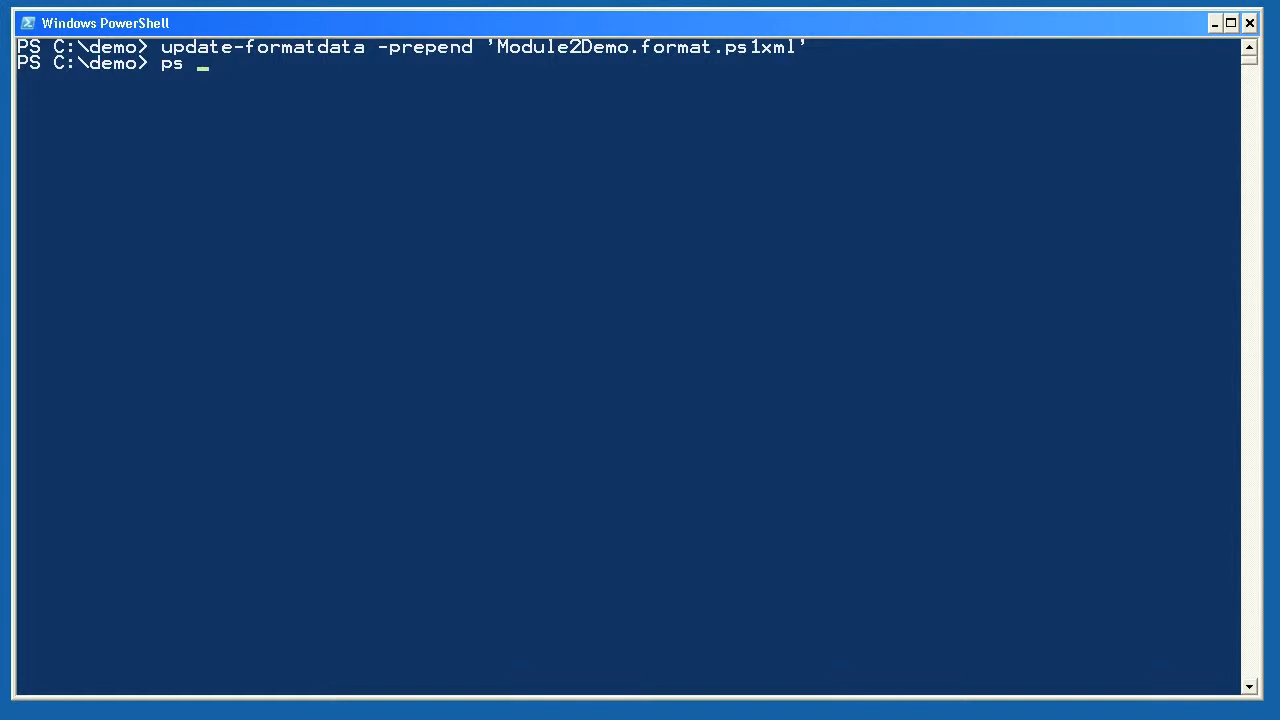 Windows PowerShell
PS C:\demo> update-formatdata -prepend 'Module2Demo.format.ps1xml'
PS C:\demo> ps _